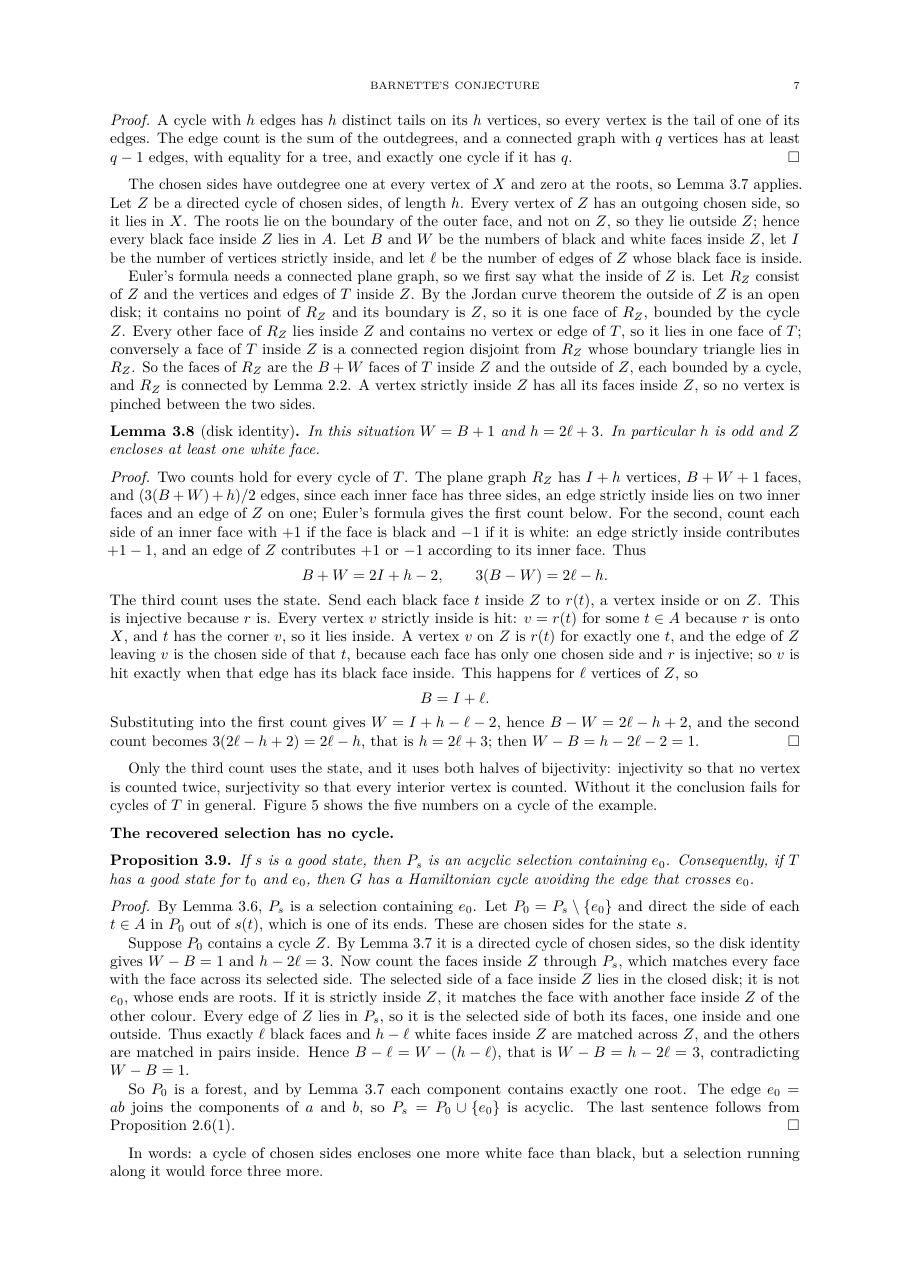 BARNETTE'S CONJECTURE 7
Proof. A cycle with h edges has h distinct tails on its h vertices, so every vertex is the tail of one of its
edges. The edge count is the sum of the outdegrees, and a connected graph with q vertices has at least
q − 1 edges, with equality for a tree, and exactly one cycle if it has q. □
The chosen sides have outdegree one at every vertex of X and zero at the roots, so Lemma 3.7 applies.
Let Z be a directed cycle of chosen sides, of length h. Every vertex of Z has an outgoing chosen side, so
it lies in X. The roots lie on the boundary of the outer face, and not on Z, so they lie outside Z; hence
every black face inside Z lies in A. Let B and W be the numbers of black and white faces inside Z, let I
be the number of vertices strictly inside, and let ℓ be the number of edges of Z whose black face is inside.
Euler's formula needs a connected plane graph, so we first say what the inside of Z is. Let R_Z consist
of Z and the vertices and edges of T inside Z. By the Jordan curve theorem the outside of Z is an open
disk; it contains no point of R_Z and its boundary is Z, so it is one face of R_Z, bounded by the cycle
Z. Every other face of R_Z lies inside Z and contains no vertex or edge of T, so it lies in one face of T;
conversely a face of T inside Z is a connected region disjoint from R_Z whose boundary triangle lies in
R_Z. So the faces of R_Z are the B + W faces of T inside Z and the outside of Z, each bounded by a cycle,
and R_Z is connected by Lemma 2.2. A vertex strictly inside Z has all its faces inside Z, so no vertex is
pinched between the two sides.
Lemma 3.8 (disk identity). In this situation W = B + 1 and h = 2ℓ + 3. In particular h is odd and Z
encloses at least one white face.
Proof. Two counts hold for every cycle of T. The plane graph R_Z has I + h vertices, B + W + 1 faces,
and (3(B + W) + h)/2 edges, since each inner face has three sides, an edge strictly inside lies on two inner
faces and an edge of Z on one; Euler's formula gives the first count below. For the second, count each
side of an inner face with +1 if the face is black and −1 if it is white: an edge strictly inside contributes
+1 − 1, and an edge of Z contributes +1 or −1 according to its inner face. Thus
B + W = 2I + h − 2, 3(B − W) = 2ℓ − h.
The third count uses the state. Send each black face t inside Z to r(t), a vertex inside or on Z. This
is injective because r is. Every vertex v strictly inside is hit: v = r(t) for some t ∈ A because r is onto
X, and t has the corner v, so it lies inside. A vertex v on Z is r(t) for exactly one t, and the edge of Z
leaving v is the chosen side of that t, because each face has only one chosen side and r is injective; so v is
hit exactly when that edge has its black face inside. This happens for ℓ vertices of Z, so
B = I + ℓ.
Substituting into the first count gives W = I + h − ℓ − 2, hence B − W = 2ℓ − h + 2, and the second
count becomes 3(2ℓ − h + 2) = 2ℓ − h, that is h = 2ℓ + 3; then W − B = h − 2ℓ − 2 = 1. □
Only the third count uses the state, and it uses both halves of bijectivity: injectivity so that no vertex
is counted twice, surjectivity so that every interior vertex is counted. Without it the conclusion fails for
cycles of T in general. Figure 5 shows the five numbers on a cycle of the example.
The recovered selection has no cycle.
Proposition 3.9. If s is a good state, then P_s is an acyclic selection containing e_0. Consequently, if T
has a good state for t_0 and e_0, then G has a Hamiltonian cycle avoiding the edge that crosses e_0.
Proof. By Lemma 3.6, P_s is a selection containing e_0. Let P_0 = P_s \ {e_0} and direct the side of each
t ∈ A in P_0 out of s(t), which is one of its ends. These are chosen sides for the state s.
Suppose P_0 contains a cycle Z. By Lemma 3.7 it is a directed cycle of chosen sides, so the disk identity
gives W − B = 1 and h − 2ℓ = 3. Now count the faces inside Z through P_s, which matches every face
with the face across its selected side. The selected side of a face inside Z lies in the closed disk; it is not
e_0, whose ends are roots. If it is strictly inside Z, it matches the face with another face inside Z of the
other colour. Every edge of Z lies in P_s, so it is the selected side of both its faces, one inside and one
outside. Thus exactly ℓ black faces and h − ℓ white faces inside Z are matched across Z, and the others
are matched in pairs inside. Hence B − ℓ = W − (h − ℓ), that is W − B = h − 2ℓ = 3, contradicting
W − B = 1.
So P_0 is a forest, and by Lemma 3.7 each component contains exactly one root. The edge e_0 =
ab joins the components of a and b, so P_s = P_0 ∪ {e_0} is acyclic. The last sentence follows from
Proposition 2.6(1). □
In words: a cycle of chosen sides encloses one more white face than black, but a selection running
along it would force three more.